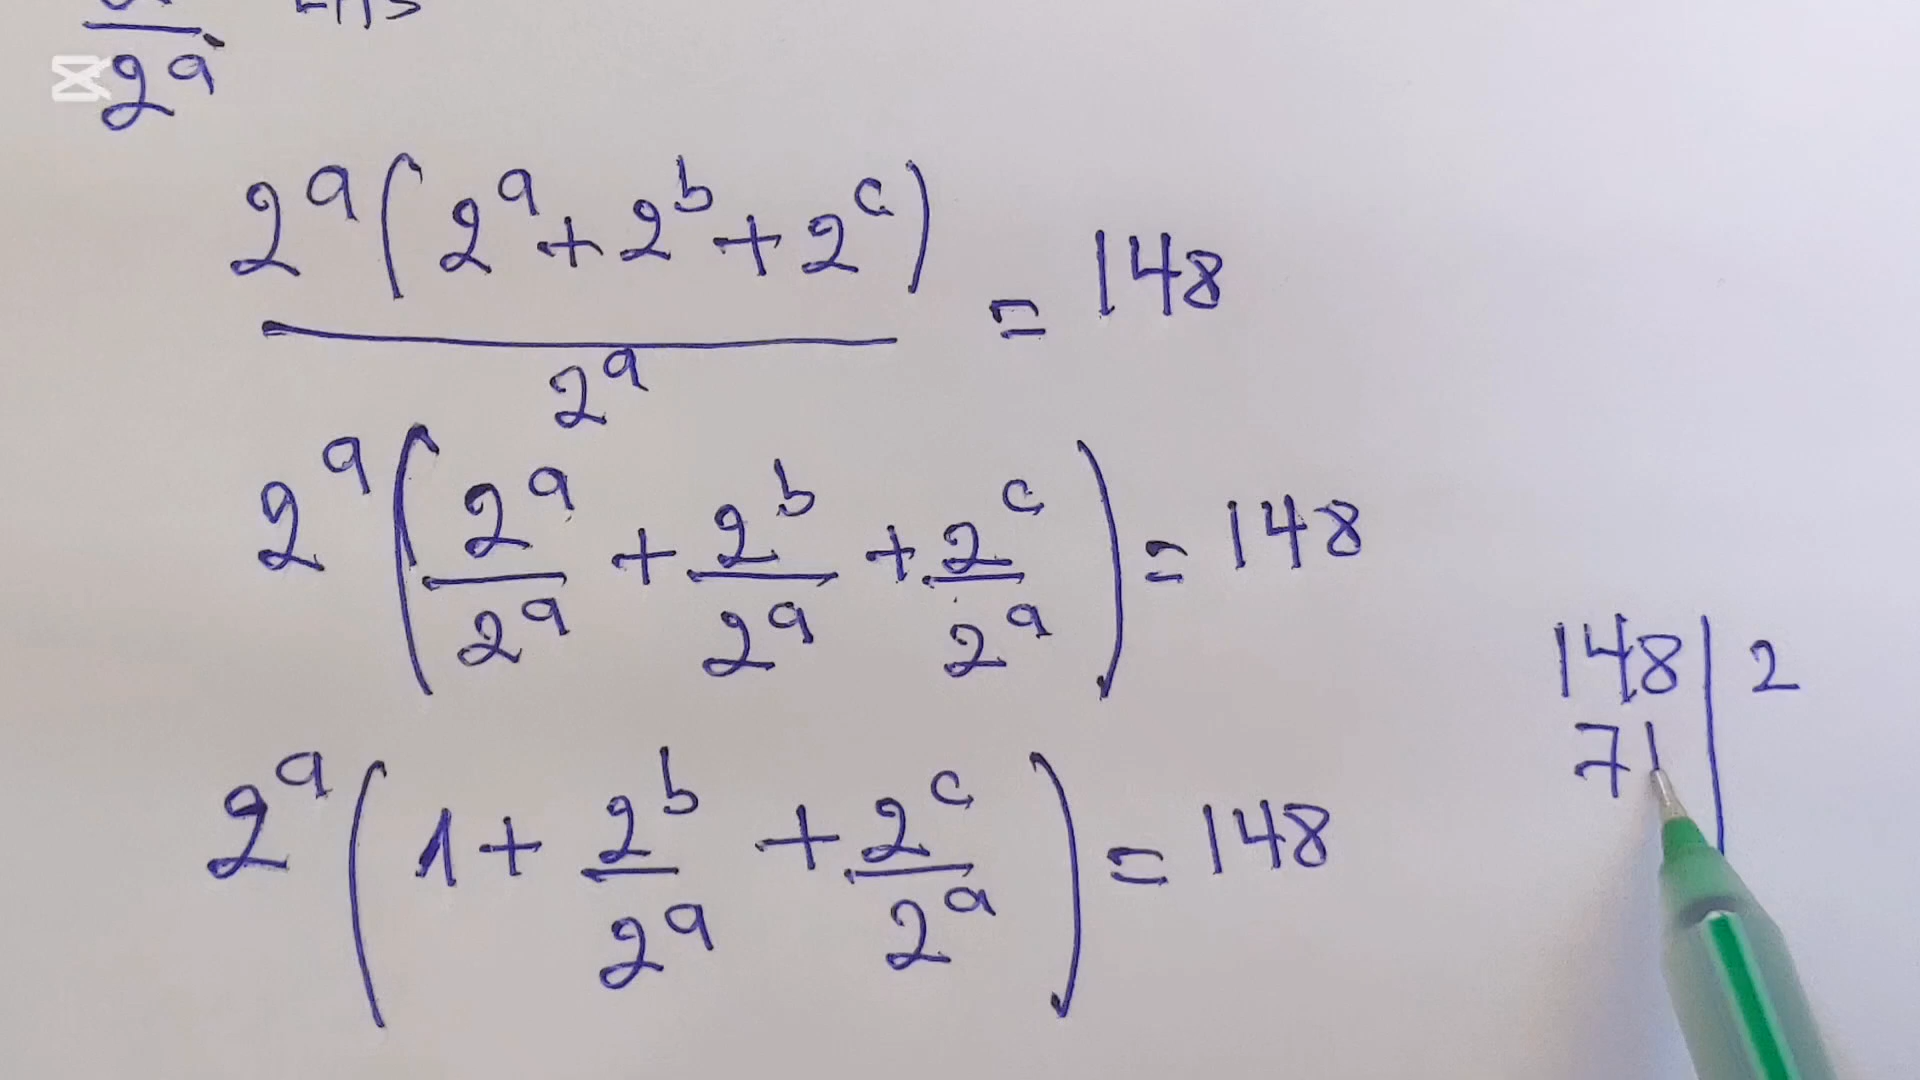 2^a
2^a(2^a+2^b+2^c)/2^a = 148
2^a(2^a/2^a + 2^b/2^a + 2^c/2^a) = 148
2^a(1+2^b/2^a+2^c/2^a) = 148
148|2